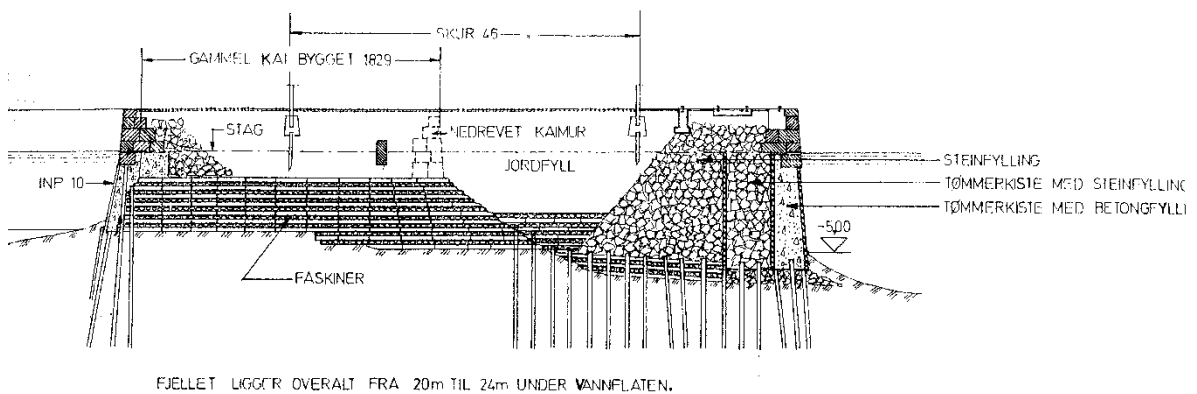 SKUR 46
GAMMEL KAI BYGGET 1829
STAG
NEDREVET KAIMUR
JORDFYLL
STEINFYLLING
INP 10
TØMMERKISTE MED STEINFYLLING
TØMMERKISTE MED BETONGFYLLI
-5,00
FASKINER
FJELLET LIGGER OVERALT FRA 20m TIL 24m UNDER VANNFLATEN.